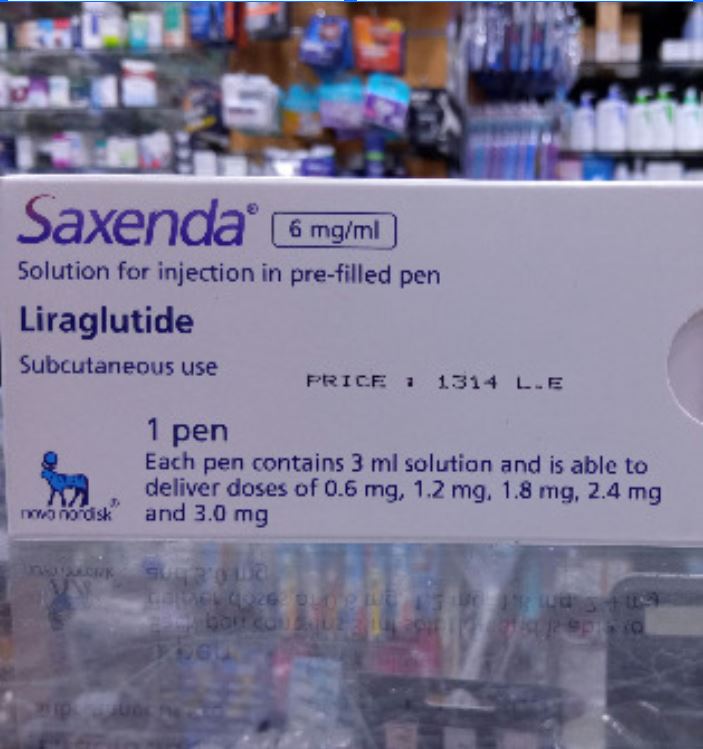 Saxenda® 6 mg/ml
Solution for injection in pre-filled pen
Liraglutide
Subcutaneous use
PRICE : 1314 L.E
1 pen
Each pen contains 3 ml solution and is able to
deliver doses of 0.6 mg, 1.2 mg, 1.8 mg, 2.4 mg
and 3.0 mg
novo nordisk®